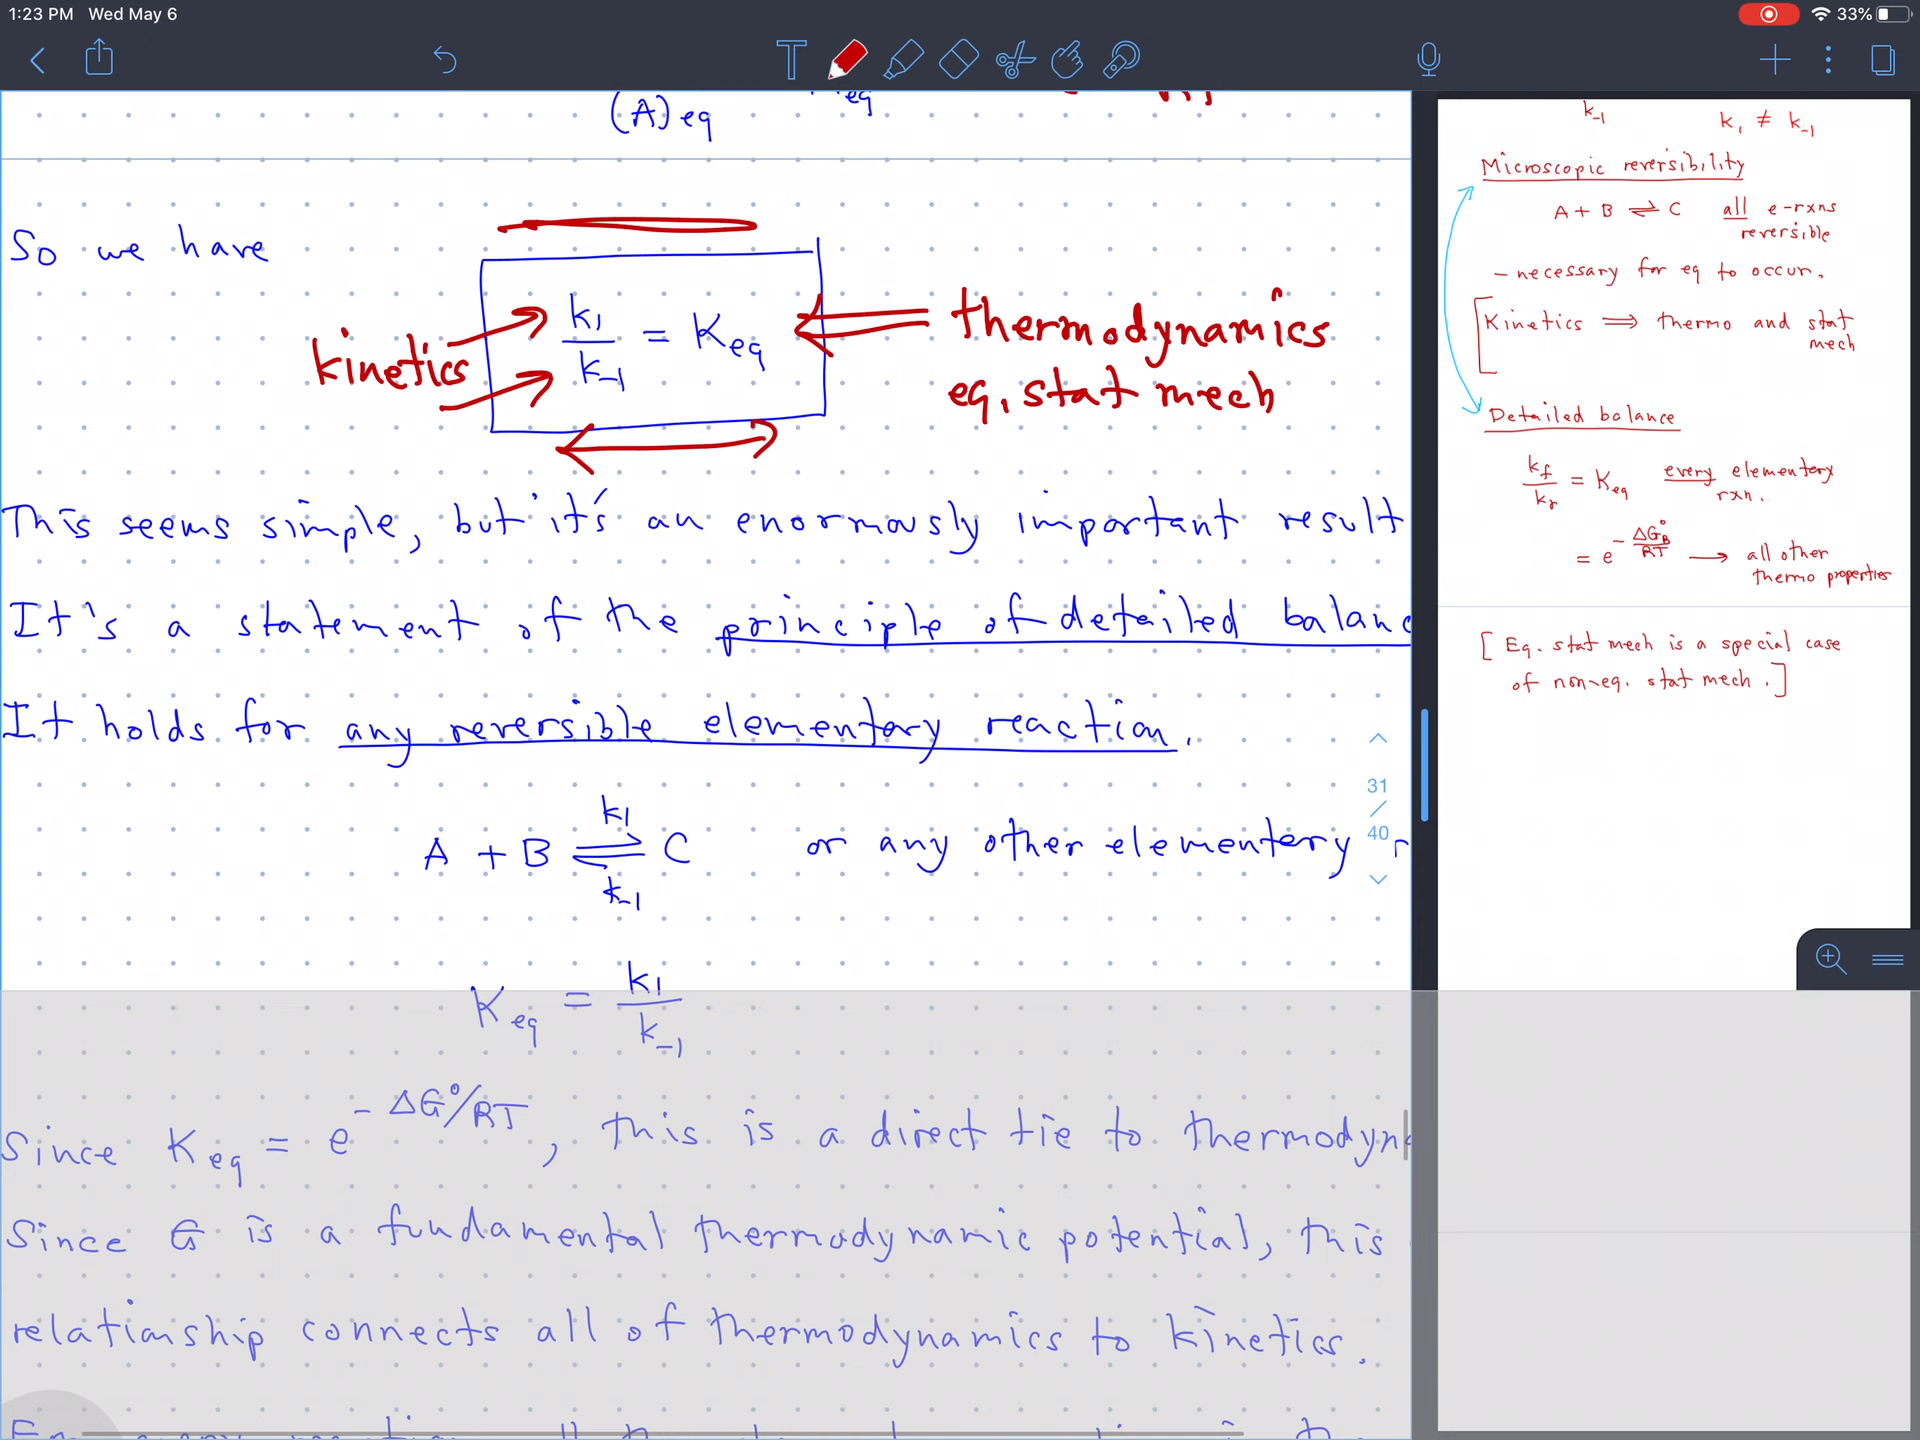 1:23 PM Wed May 6
33%
(A)eq
eq
So we have
kinetics
k1/k-1 = Keq
thermodynamics
eq. stat mech
This seems simple, but it's an enormously important result
It's a statement of the principle of detailed balanc
It holds for any reversible elementary reaction.
k1
A + B ⇌ C or any other elementery r
k-1
Keq = k1/k-1
Since Keq = e^-ΔG°/RT, this is a direct tie to thermodyn
Since G is a fundamental thermodynamic potential, this
relationship connects all of thermodynamics to kinetics.
31
/
40
k-1 k1 ≠ k-1
Microscopic reversibility
A + B ⇌ C all e-rxns
reversible
- necessary for eq to occur.
[Kinetics ⟹ thermo and stat
mech
Detailed balance
kf/kr = Keq every elementery
rxn.
= e^-ΔG°/RT → all other
thermo properties
[Eq. stat mech is a special case
of non-eq. stat mech.]